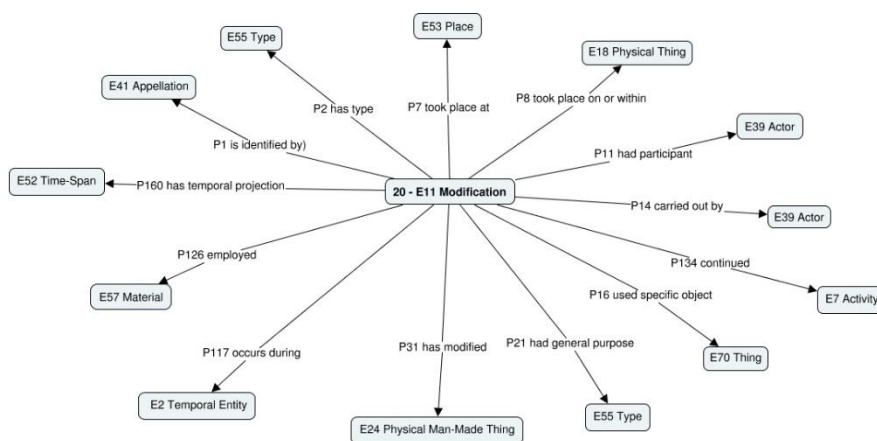 E53 Place
E55 Type
E18 Physical Thing
E41 Appellation
P2 has type
P7 took place at
P8 took place on or within
E39 Actor
P1 is identified by)
P11 had participant
E52 Time-Span
P160 has temporal projection
20 - E11 Modification
P14 carried out by
E39 Actor
P126 employed
P134 continued
E57 Material
P16 used specific object
E7 Activity
P117 occurs during
P31 has modified
P21 had general purpose
E70 Thing
E2 Temporal Entity
E24 Physical Man-Made Thing
E55 Type